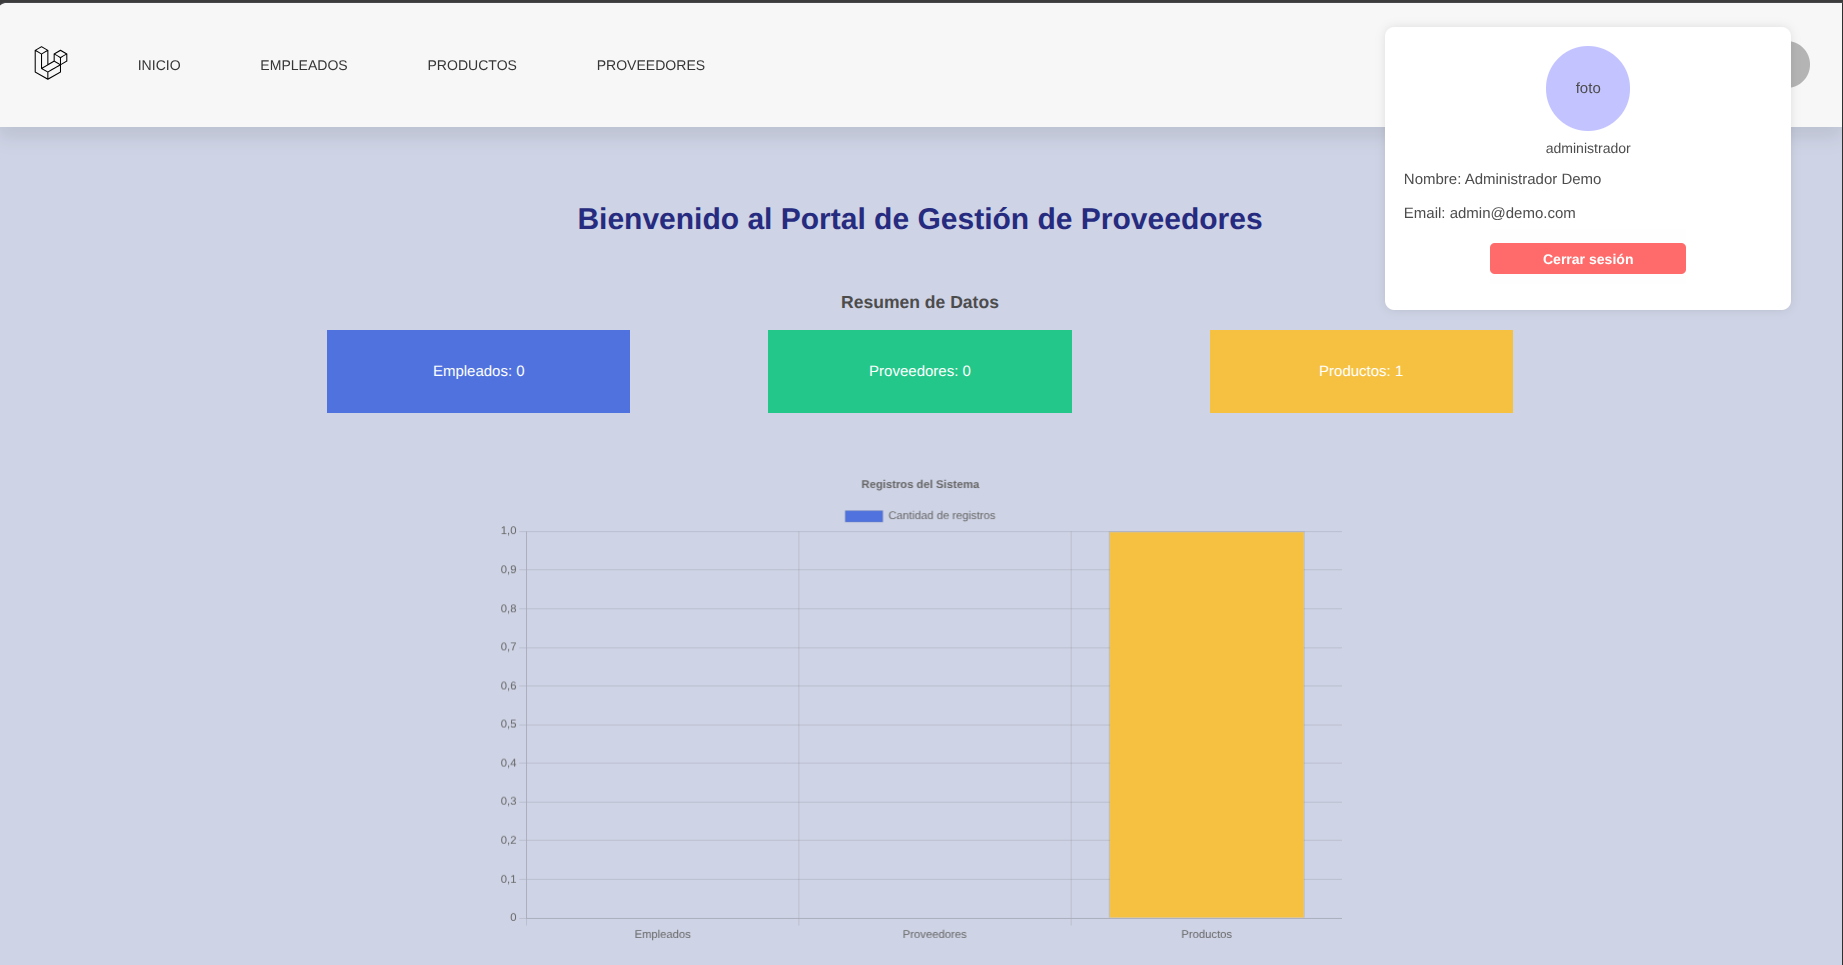 INICIO
EMPLEADOS
PRODUCTOS
PROVEEDORES
foto
administrador
Nombre: Administrador Demo
Email: admin@demo.com
Cerrar sesión
Bienvenido al Portal de Gestión de Proveedores
Resumen de Datos
Empleados: 0
Proveedores: 0
Productos: 1
Registros del Sistema
Cantidad de registros
1,0
0,9
0,8
0,7
0,6
0,5
0,4
0,3
0,2
0,1
0
Empleados
Proveedores
Productos